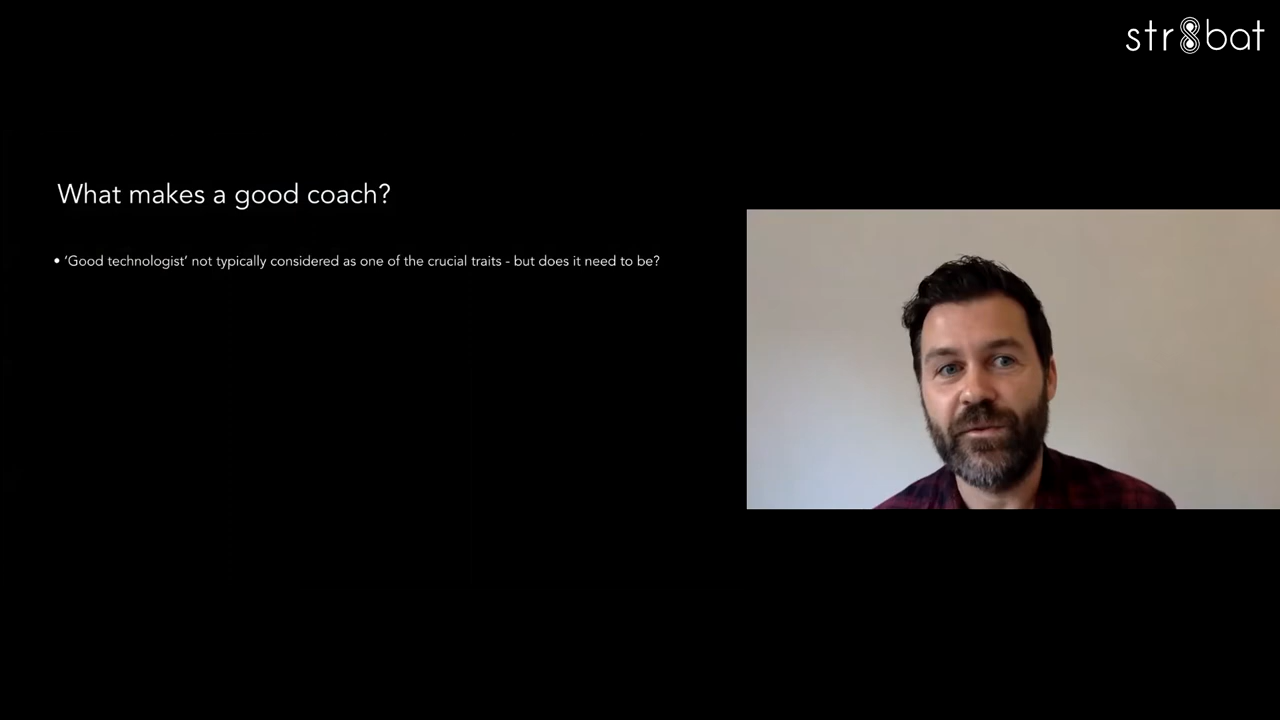 str8bat
What makes a good coach?
• ‘Good technologist’ not typically considered as one of the crucial traits - but does it need to be?